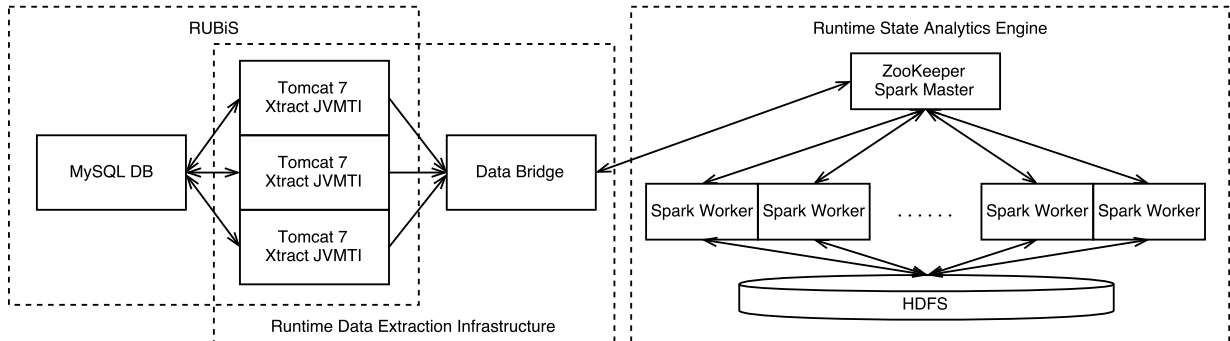 RUBiS
Tomcat 7
Xtract JVMTI
Tomcat 7
Xtract JVMTI
Tomcat 7
Xtract JVMTI
MySQL DB
Data Bridge
Runtime Data Extraction Infrastructure
Runtime State Analytics Engine
ZooKeeper
Spark Master
Spark Worker
Spark Worker
. . . . . .
Spark Worker
Spark Worker
HDFS